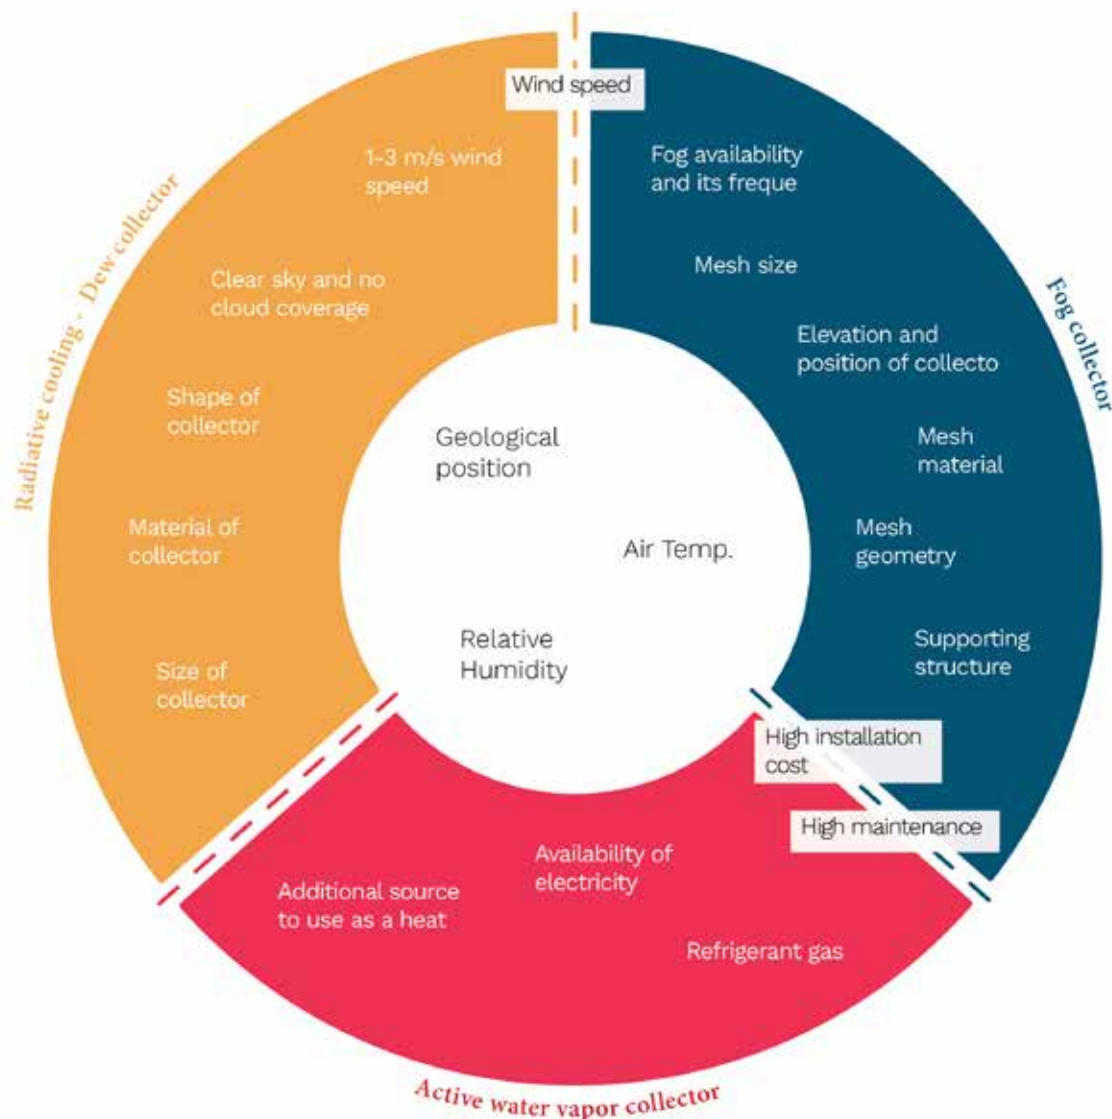 Wind speed
1-3 m/s wind
speed
Clear sky and no
cloud coverage
Shape of
collector
Material of
collector
Size of
collector
Radiative cooling - Dew collector
Fog availability
and its freque
Mesh size
Elevation and
position of collecto
Mesh
material
Mesh
geometry
Supporting
structure
Fog collector
Geological
position
Air Temp.
Relative
Humidity
High installation
cost
High maintenance
Availability of
electricity
Additional source
to use as a heat
Refrigerant gas
Active water vapor collector